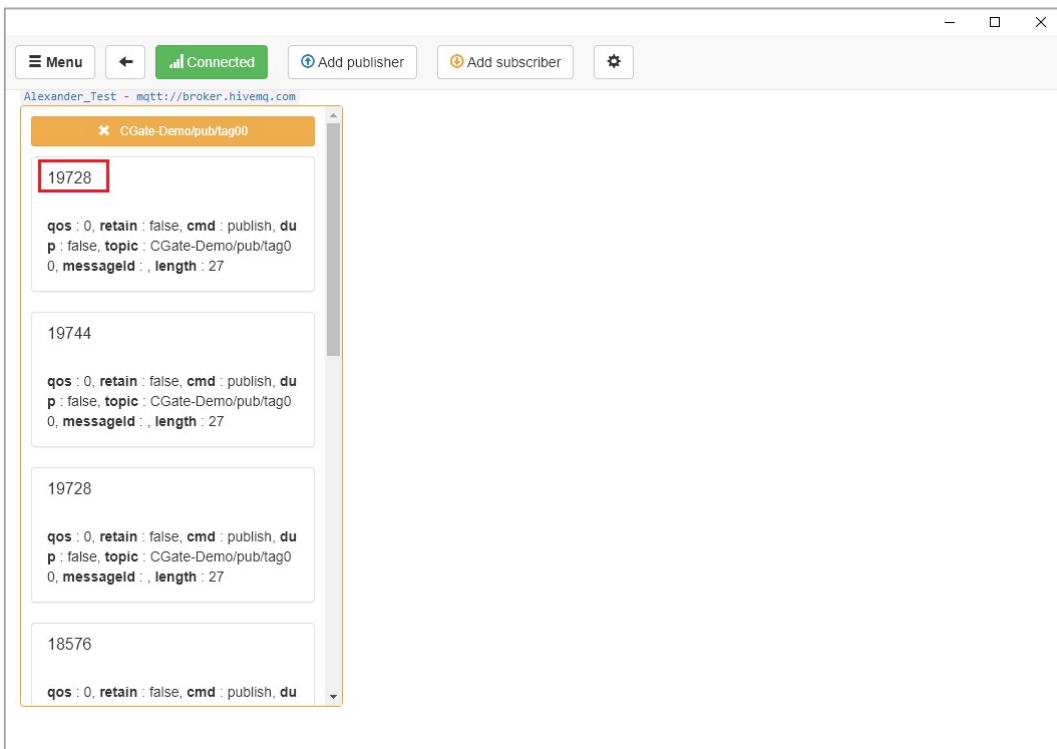 Menu Connected Add publisher Add subscriber
Alexander_Test - mqtt://broker.hivemq.com
CGate-Demo/pub/tag00
19728
qos : 0, retain : false, cmd : publish, du
p : false, topic : CGate-Demo/pub/tag0
0, messageId : , length : 27
19744
qos : 0, retain : false, cmd : publish, du
p : false, topic : CGate-Demo/pub/tag0
0, messageId : , length : 27
19728
qos : 0, retain : false, cmd : publish, du
p : false, topic : CGate-Demo/pub/tag0
0, messageId : , length : 27
18576
qos : 0, retain : false, cmd : publish, du